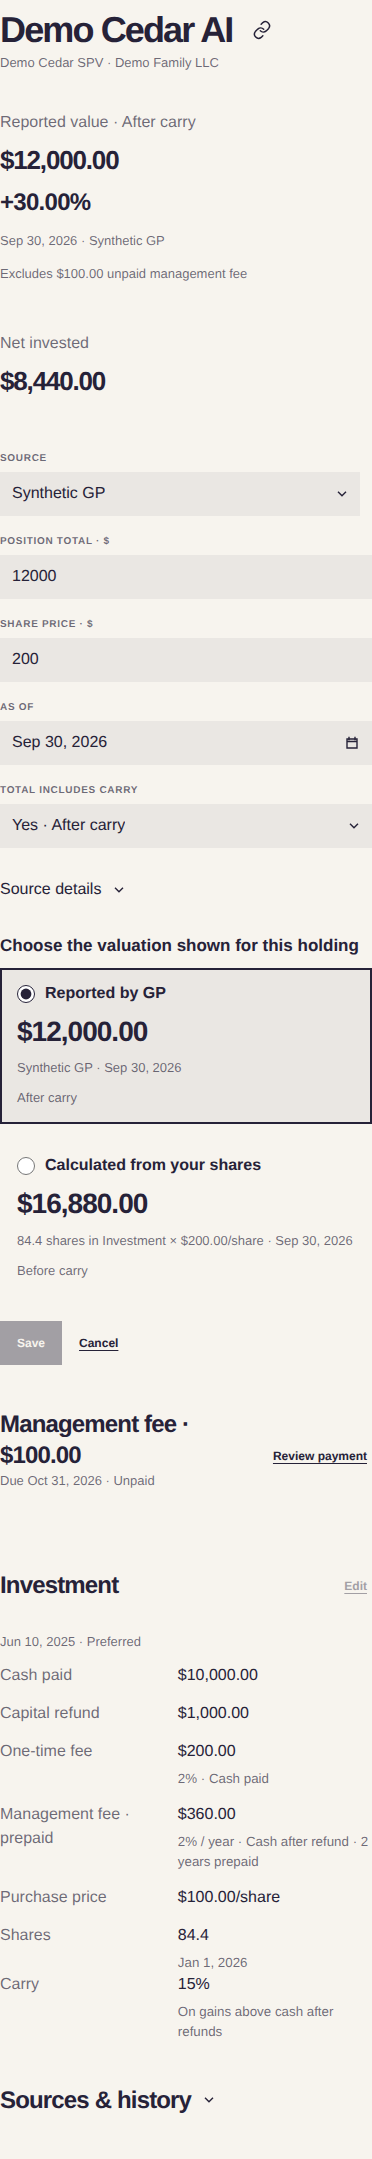 Demo Cedar AI
Demo Cedar SPV · Demo Family LLC
Reported value · After carry
$12,000.00
+30.00%
Sep 30, 2026 · Synthetic GP
Excludes $100.00 unpaid management fee
Net invested
$8,440.00
SOURCE
Synthetic GP
POSITION TOTAL · $
12000
SHARE PRICE · $
200
AS OF
Sep 30, 2026
TOTAL INCLUDES CARRY
Yes · After carry
Source details
Choose the valuation shown for this holding
Reported by GP
$12,000.00
Synthetic GP · Sep 30, 2026
After carry
Calculated from your shares
$16,880.00
84.4 shares in Investment × $200.00/share · Sep 30, 2026
Before carry
Save Cancel
Management fee ·
$100.00 Review payment
Due Oct 31, 2026 · Unpaid
Investment Edit
Jun 10, 2025 · Preferred
Cash paid $10,000.00
Capital refund $1,000.00
One-time fee $200.00
2% · Cash paid
Management fee · $360.00
prepaid 2% / year · Cash after refund · 2
years prepaid
Purchase price $100.00/share
Shares 84.4
Jan 1, 2026
Carry 15%
On gains above cash after
refunds
Sources & history